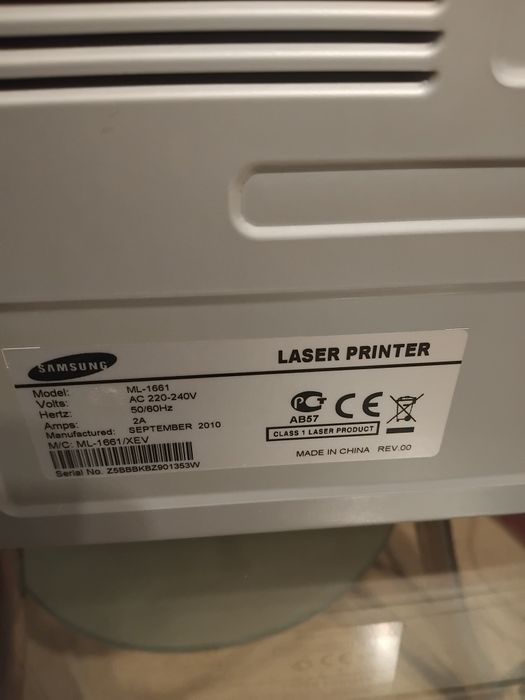 SAMSUNG
LASER PRINTER
Model: ML-1661
Volts: AC 220-240V
Hertz: 50/60Hz
Amps: 2A
Manufactured: SEPTEMBER 2010
M/C: ML-1661/XEV
Serial No. Z5BBBKBZ901353W
PG CE
AB57
CLASS 1 LASER PRODUCT
MADE IN CHINA REV.00